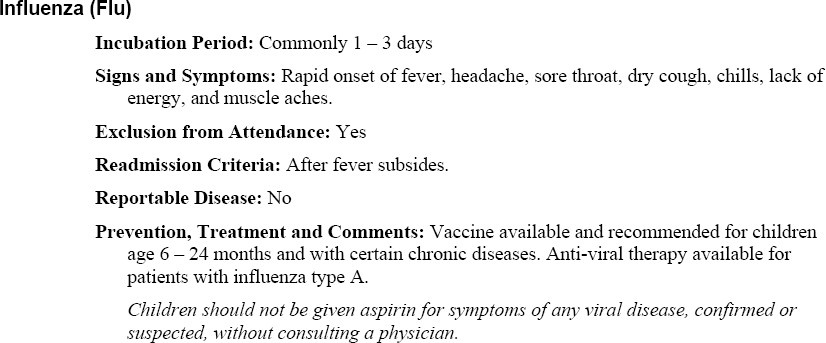 Influenza (Flu)
Incubation Period: Commonly 1 – 3 days
Signs and Symptoms: Rapid onset of fever, headache, sore throat, dry cough, chills, lack of
energy, and muscle aches.
Exclusion from Attendance: Yes
Readmission Criteria: After fever subsides.
Reportable Disease: No
Prevention, Treatment and Comments: Vaccine available and recommended for children
age 6 – 24 months and with certain chronic diseases. Anti-viral therapy available for
patients with influenza type A.
Children should not be given aspirin for symptoms of any viral disease, confirmed or
suspected, without consulting a physician.